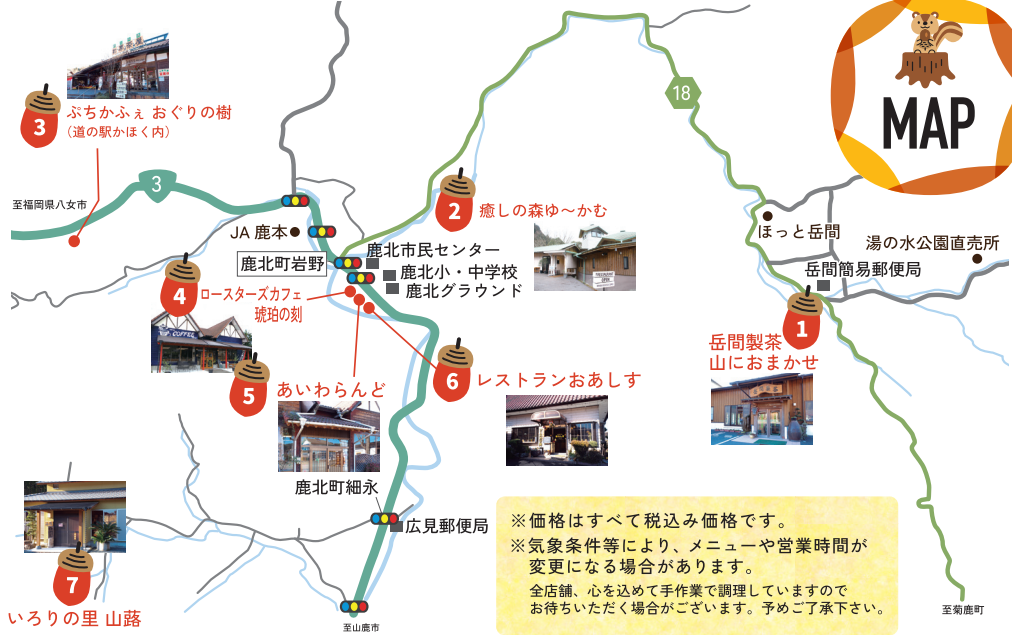 MAP
18
3
3
ぷちかふぇ おぐりの樹
（道の駅かほく内）
至福岡県八女市
2
癒しの森ゆ～かむ
JA 鹿本
鹿北町岩野
鹿北市民センター
鹿北小・中学校
鹿北グラウンド
ほっと岳間
湯の水公園直売所
岳間簡易郵便局
4
ロースターズカフェ
琥珀の刻
COFFEE
1
岳間製茶
山におまかせ
5
あいわらんど
6
レストランおあしす
鹿北町細永
広見郵便局
7
いろりの里 山蕗
至山鹿市
至菊鹿町
※価格はすべて税込み価格です。
※気象条件等により、メニューや営業時間が
変更になる場合があります。
全店舗、心を込めて手作業で調理していますので
お待ちいただく場合がございます。予めご了承下さい。